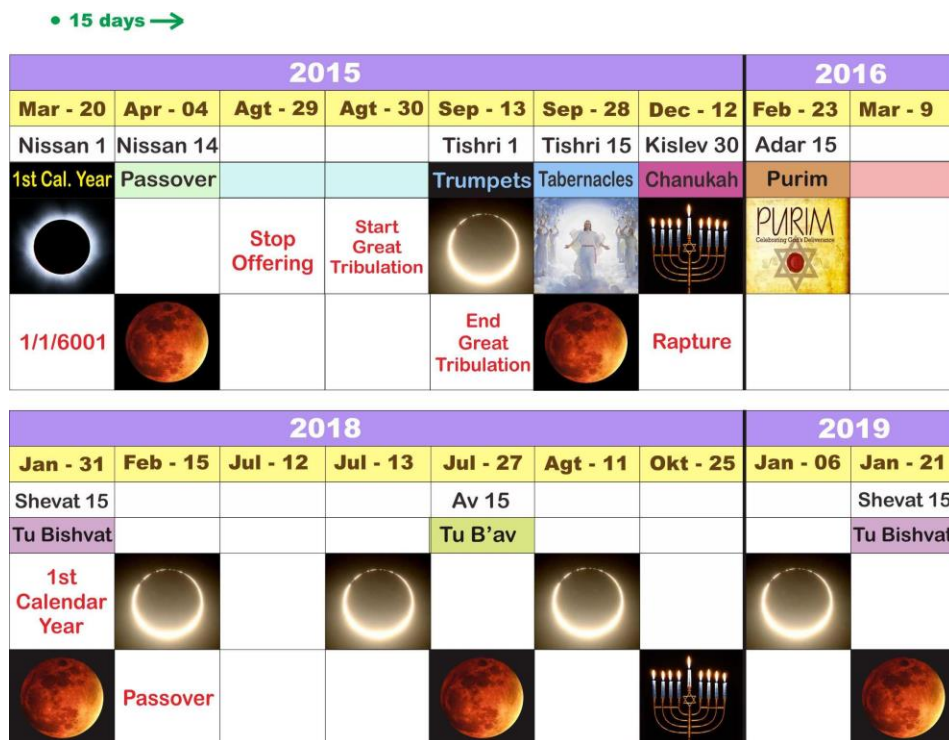 • 15 days →
2015 2016
Mar - 20 Apr - 04 Agt - 29 Agt - 30 Sep - 13 Sep - 28 Dec - 12 Feb - 23 Mar - 9
Nissan 1 Nissan 14 Tishri 1 Tishri 15 Kislev 30 Adar 15
1st Cal. Year Passover Trumpets Tabernacles Chanukah Purim
Stop
Offering
Start
Great
Tribulation
PURIM
Celebrating God's Deliverance
1/1/6001
End
Great
Tribulation
Rapture
2018 2019
Jan - 31 Feb - 15 Jul - 12 Jul - 13 Jul - 27 Agt - 11 Okt - 25 Jan - 06 Jan - 21
Shevat 15 Av 15 Shevat 15
Tu Bishvat Tu B'av Tu Bishvat
1st
Calendar
Year
Passover